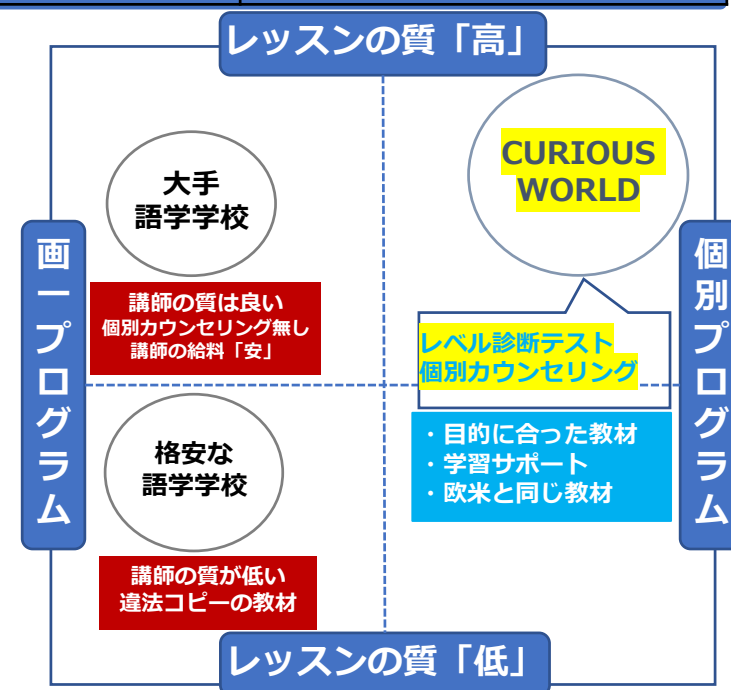 レッスンの質「高」
CURIOUS
WORLD
大手
語学学校
画一プログラム
個別プログラム
講師の質は良い
個別カウンセリング無し
講師の給料「安」
レベル診断テスト
個別カウンセリング
格安な
語学学校
・目的に合った教材
・学習サポート
・欧米と同じ教材
講師の質が低い
違法コピーの教材
レッスンの質「低」